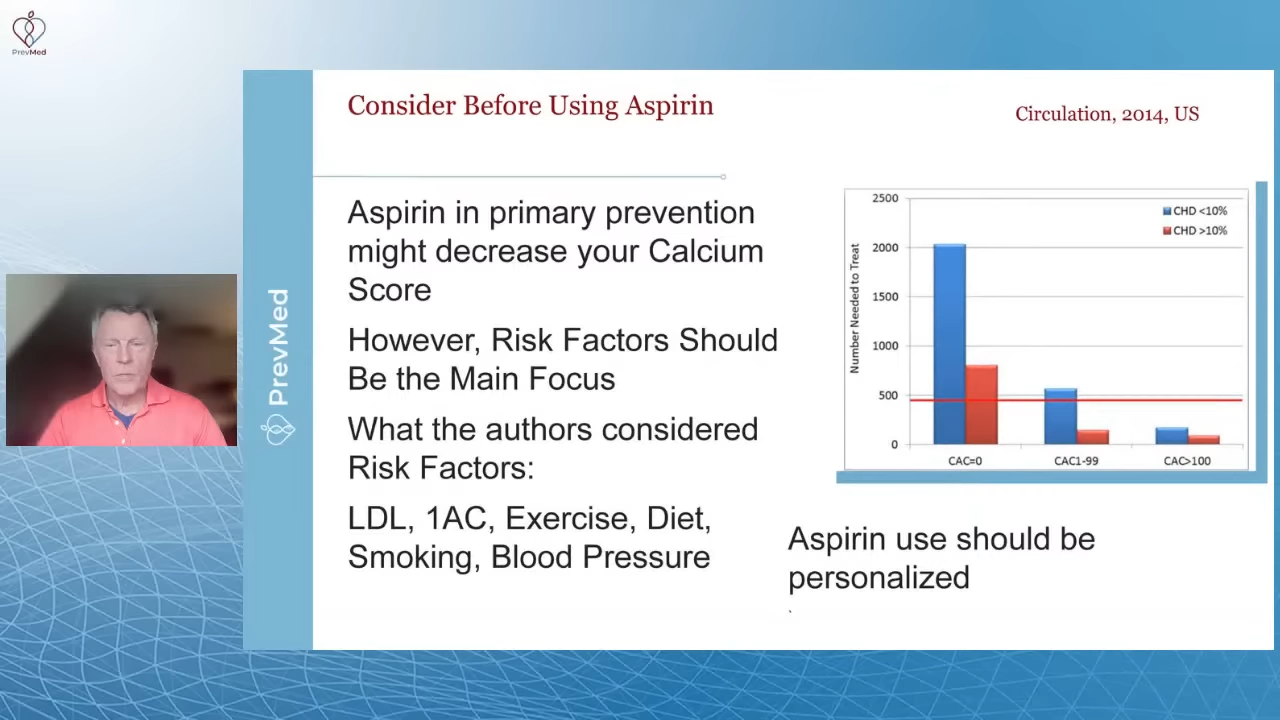 PrevMed
Consider Before Using Aspirin
Circulation, 2014, US
PrevMed
Aspirin in primary prevention
might decrease your Calcium
Score
However, Risk Factors Should
Be the Main Focus
What the authors considered
Risk Factors:
LDL, 1AC, Exercise, Diet,
Smoking, Blood Pressure
Number Needed to Treat
2500
2000
1500
1000
500
0
CHD <10%
CHD >10%
CAC=0
CAC1-99
CAC>100
Aspirin use should be
personalized